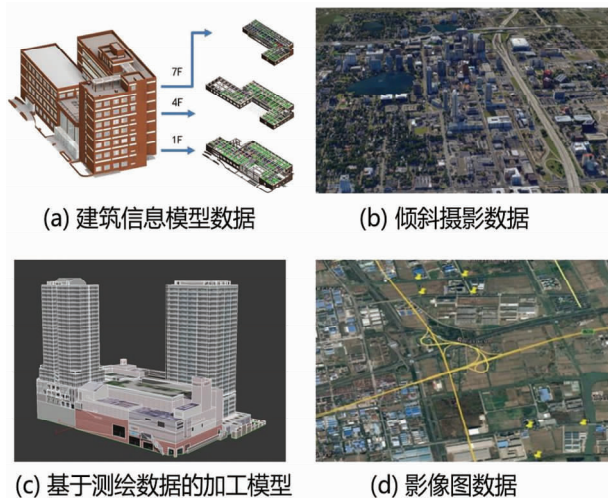 7F
4F
1F
(a) 建筑信息模型数据
(b) 倾斜摄影数据
(c) 基于测绘数据的加工模型
(d) 影像图数据